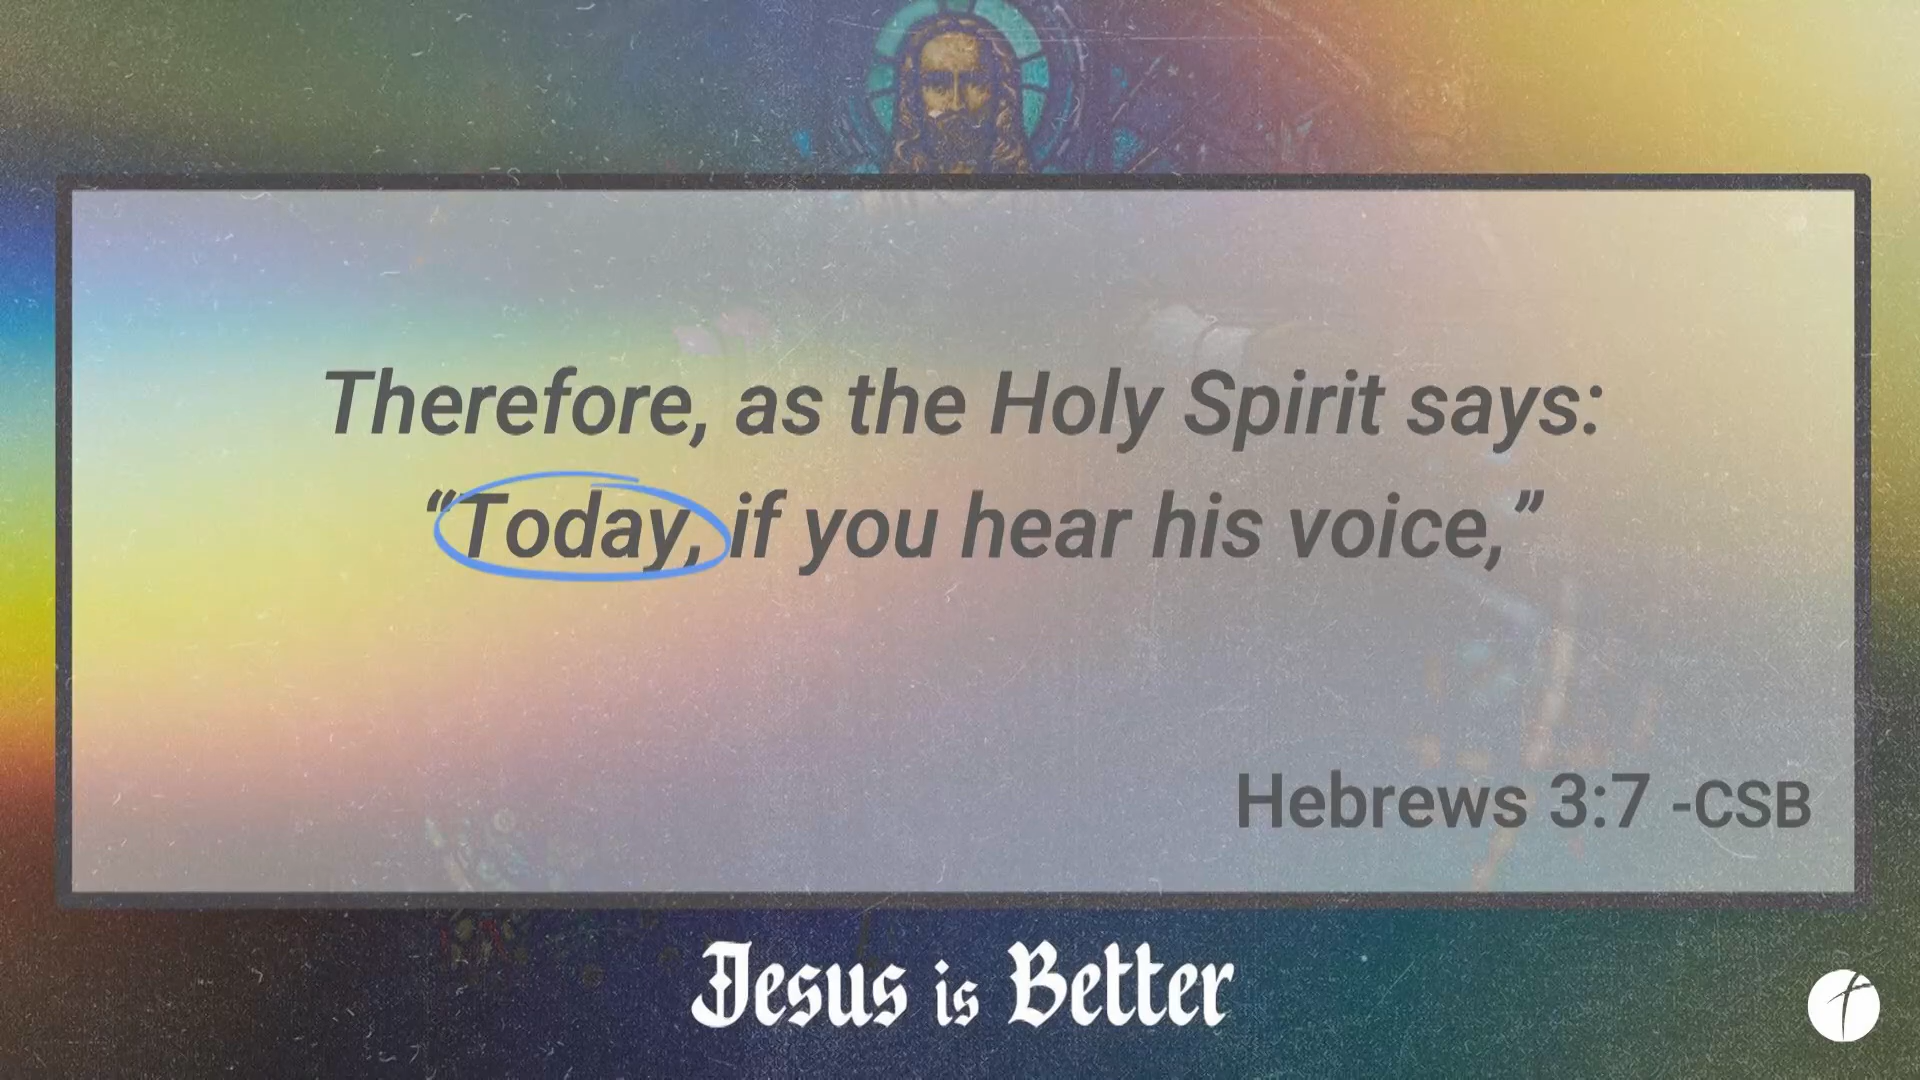 Therefore, as the Holy Spirit says:
“Today, if you hear his voice,”
Hebrews 3:7 -CSB
Jesus is Better